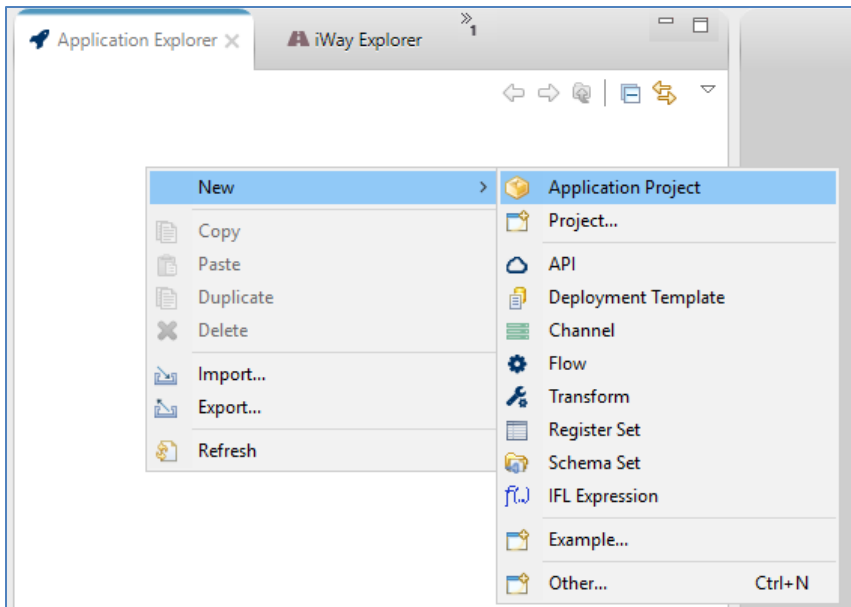 Application Explorer
iWay Explorer
»1
New
Copy
Paste
Duplicate
Delete
Import...
Export...
Refresh
Application Project
Project...
API
Deployment Template
Channel
Flow
Transform
Register Set
Schema Set
f(..) IFL Expression
Example...
Other... Ctrl+N